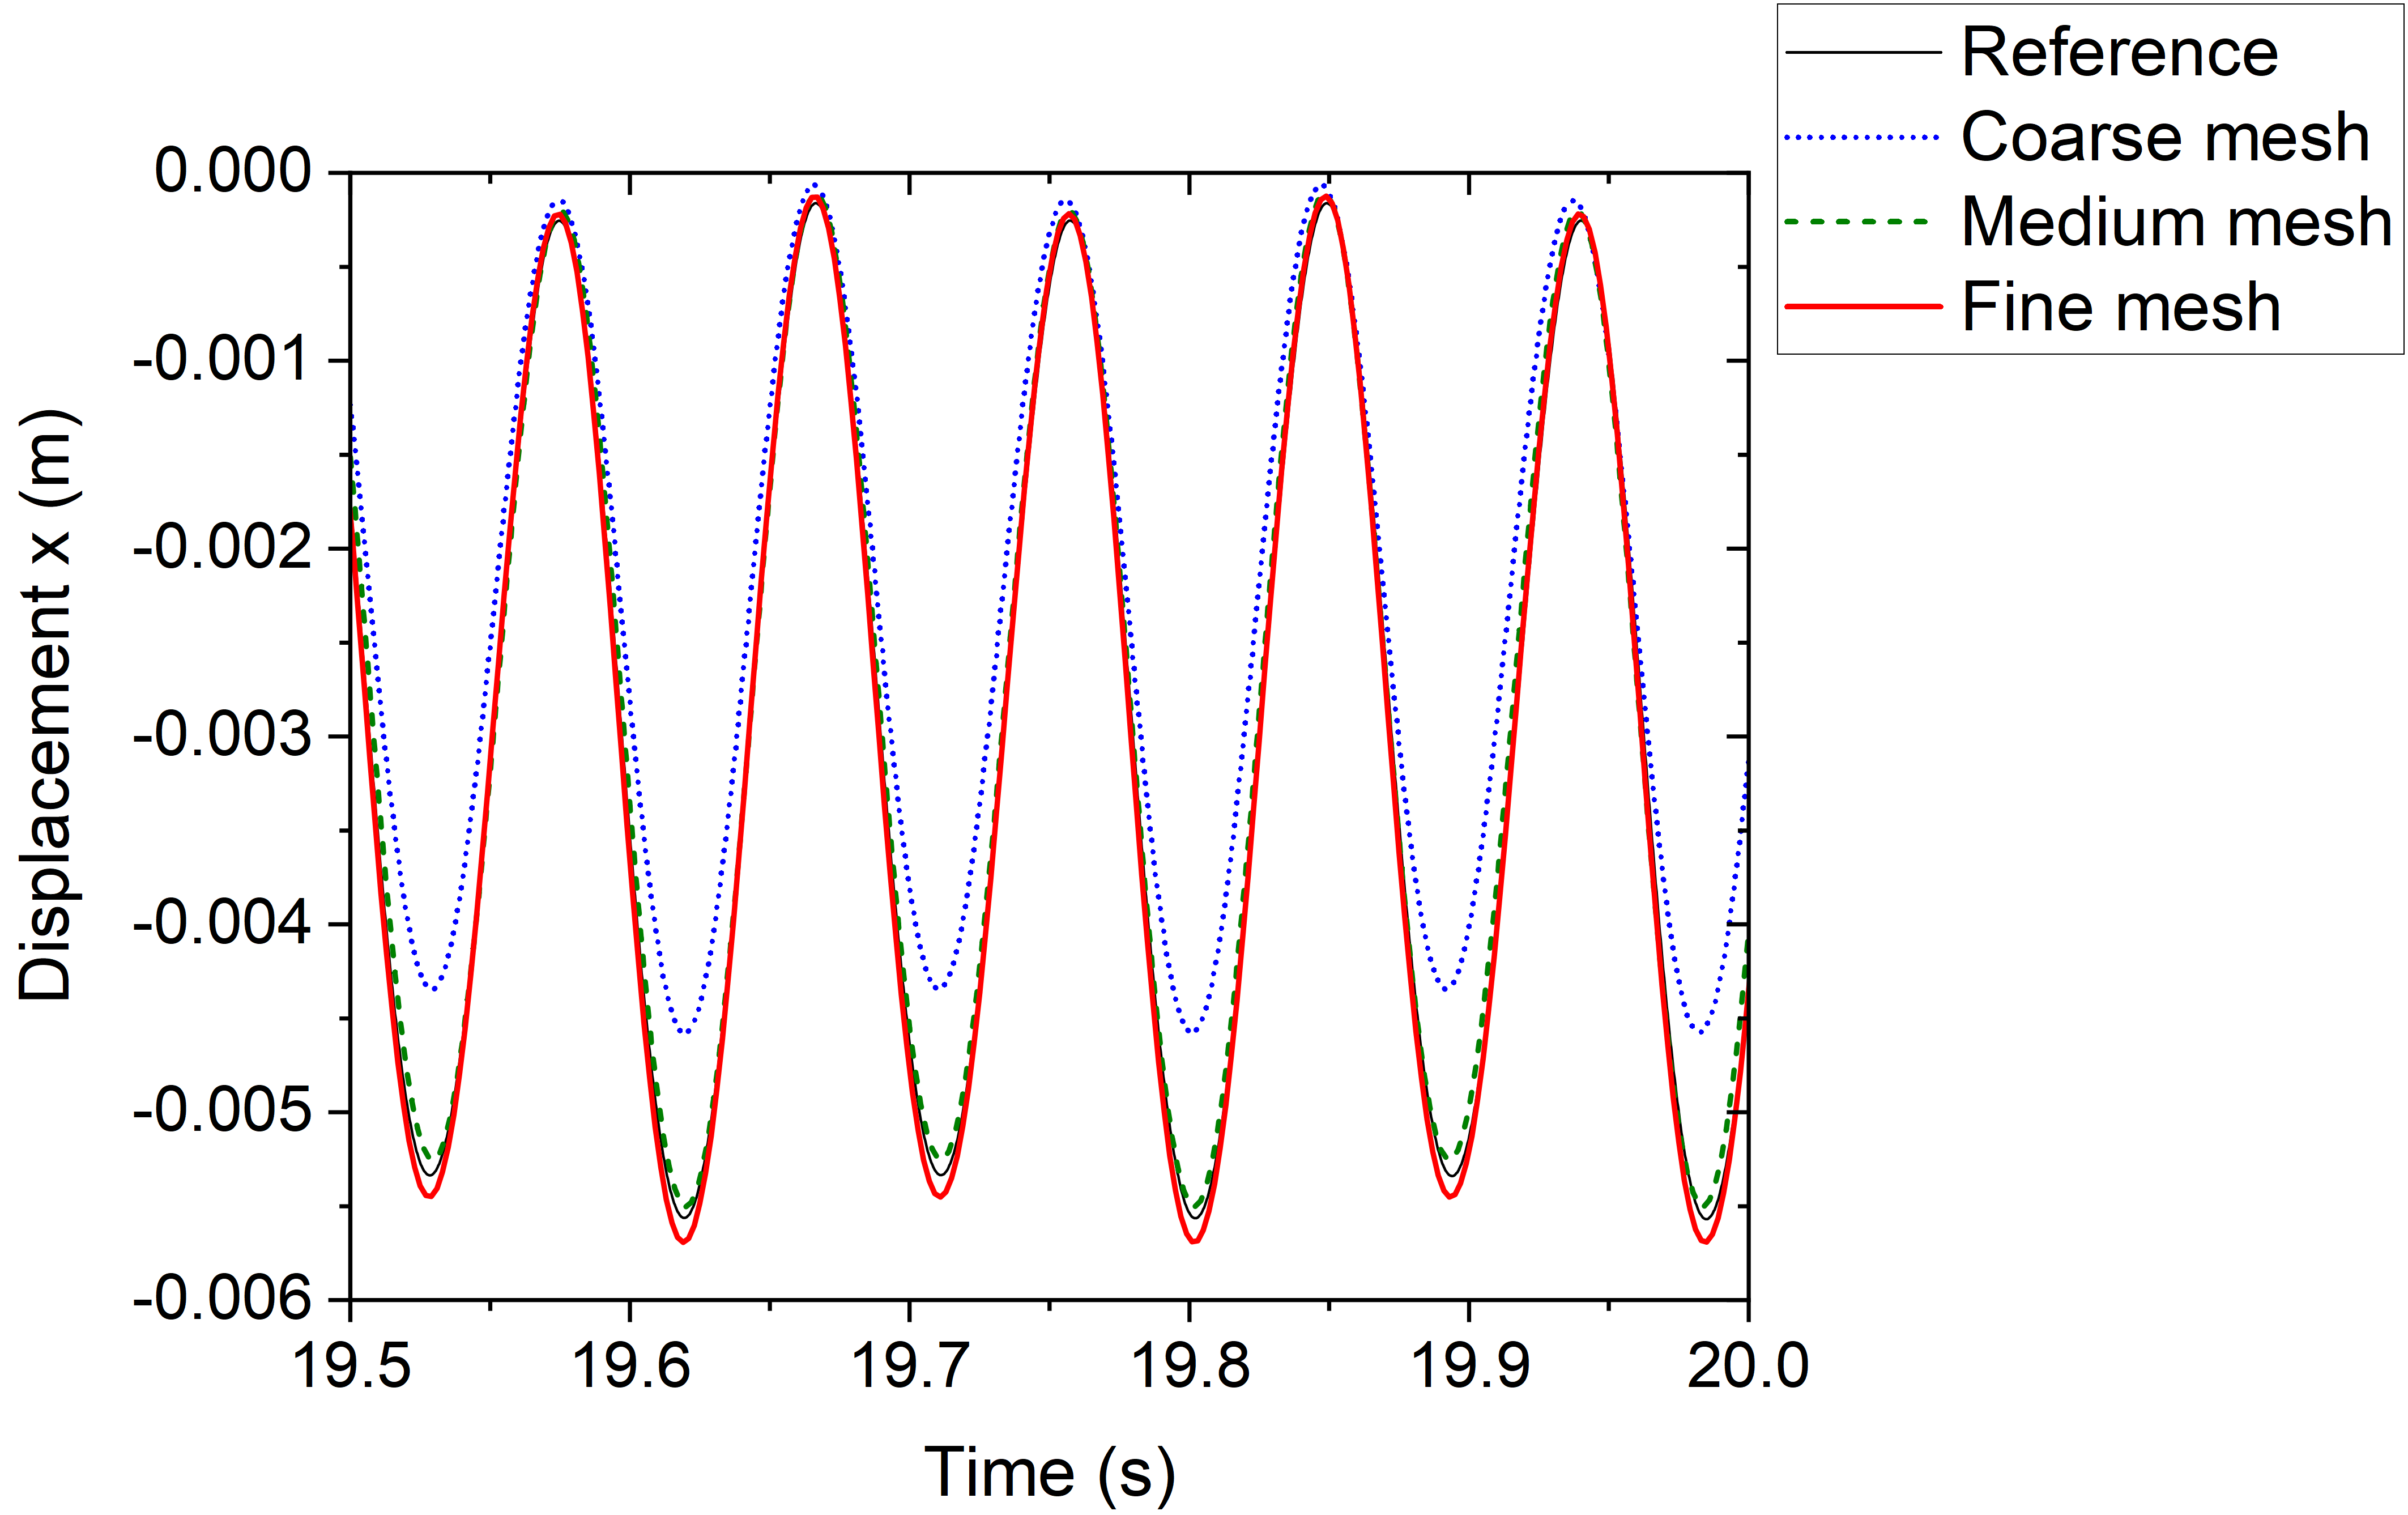 Reference
Coarse mesh
Medium mesh
Fine mesh
0.000
-0.001
-0.002
-0.003
-0.004
-0.005
-0.006
Displacement x (m)
19.5 19.6 19.7 19.8 19.9 20.0
Time (s)